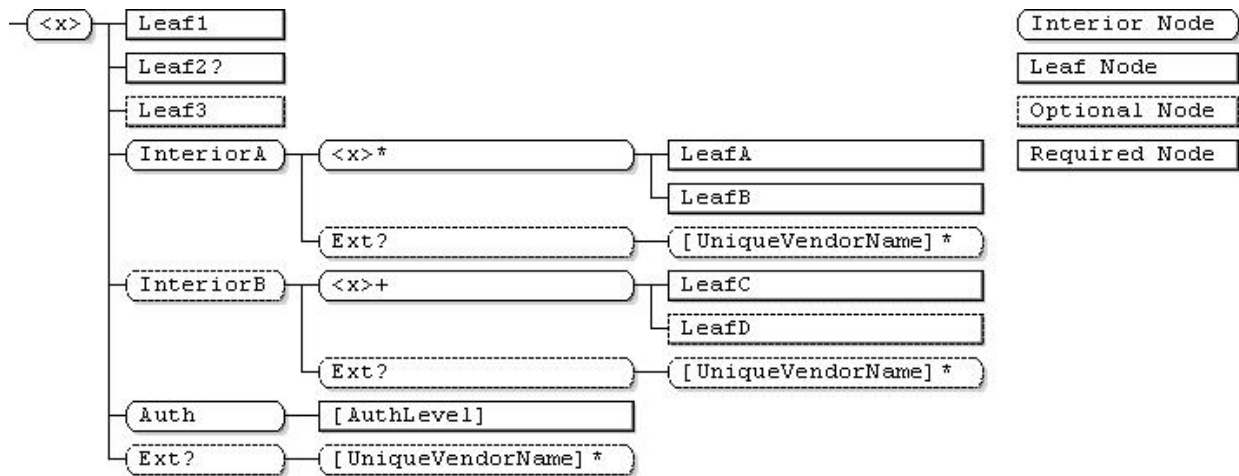 <x> Leaf1 Interior Node
Leaf2? Leaf Node
Leaf3 Optional Node
InteriorA <x>* LeafA Required Node
LeafB
Ext? [UniqueVendorName]*
InteriorB <x>+ LeafC
LeafD
Ext? [UniqueVendorName]*
Auth [AuthLevel]
Ext? [UniqueVendorName]*